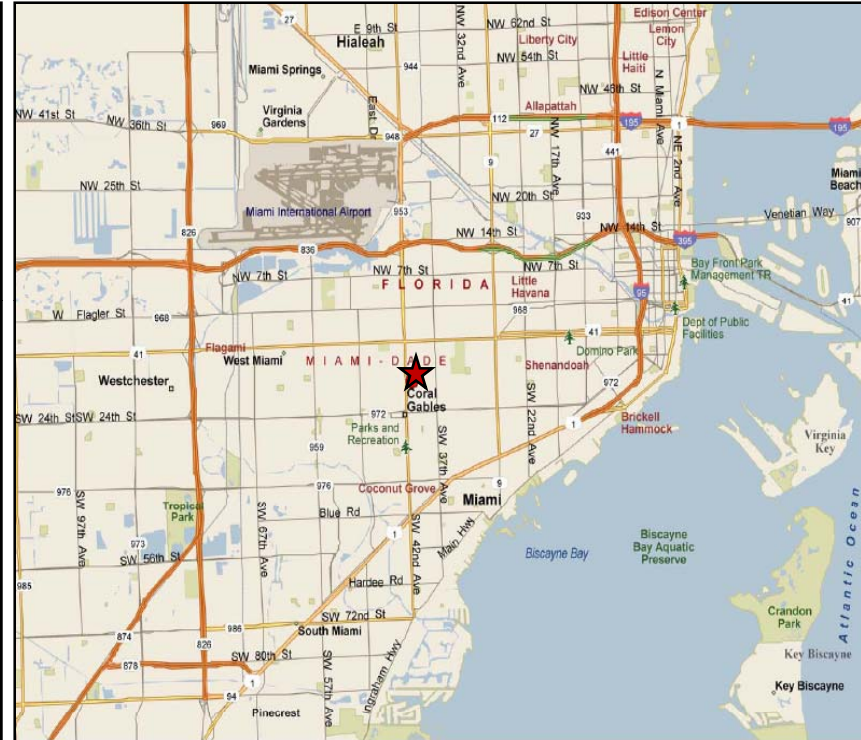 27
E 9th St
Hialeah
NW 32nd Ave
NW 62nd St
Edison Center
Lemon
City
Liberty City
NW 54th St
Little
Haiti
N Miami Ave
944
Miami Springs
NW 46th St
Virginia
Gardens
East Dr
Allapattah
NW 41st St
NW 36th St
969
948
112
27
NW 17th Ave
195
1
195
9
441
NE 2nd Ave
NW 25th St
Miami
Beach
NW 20th St
Miami International Airport
953
933
Venetian Way
907
826
NW 14th St
NW 14th St
395
836
NW 7th St
NW 7th St
NW 7th St
Bay Front Park
Management TR
FLORIDA
Little
Havana
95
41
W Flagler St
968
968
Dept of Public
Facilities
41
41
Flagami
West Miami
MIAMI-DADE
Domino Park
Shenandoah
Westchester
972
Coral
Gables
SW 22nd Ave
SW 24th St
SW 24th St
972
1
Brickell
Hammock
Parks and
Recreation
SW 37th Ave
Virginia
Key
959
976
976
Coconut Grove
9
Miami
SW 97th Ave
Tropical
Park
SW 67th Ave
Blue Rd
1
SW 42nd Ave
Main Hwy
973
SW 56th St
Biscayne Bay
Biscayne
Bay Aquatic
Preserve
Atlantic Ocean
985
Hardee Rd
Crandon
Park
SW 72nd St
986
South Miami
874
826
878
SW 80th St
Key Biscayne
1
94
SW 57th Ave
Ingraham Hwy
Key Biscayne
Pinecrest